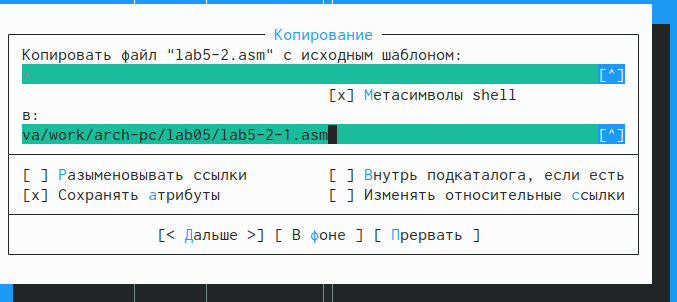 Копирование
Копировать файл "lab5-2.asm" с исходным шаблоном:
[^]
[x] Метасимволы shell
в:
va/work/arch-pc/lab05/lab5-2-1.asm [^]
[ ] Разыменовывать ссылки [ ] Внутрь подкаталога, если есть
[x] Сохранять атрибуты [ ] Изменять относительные ссылки
[< Дальше >] [ В фоне ] [ Прервать ]